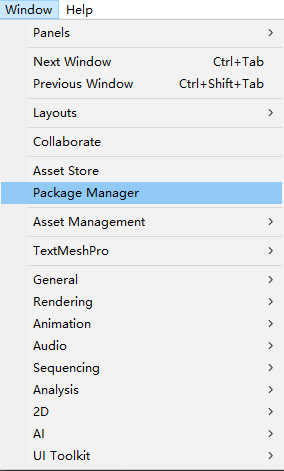 Window Help
Panels
Next Window Ctrl+Tab
Previous Window Ctrl+Shift+Tab
Layouts
Collaborate
Asset Store
Package Manager
Asset Management
TextMeshPro
General
Rendering
Animation
Audio
Sequencing
Analysis
2D
AI
UI Toolkit